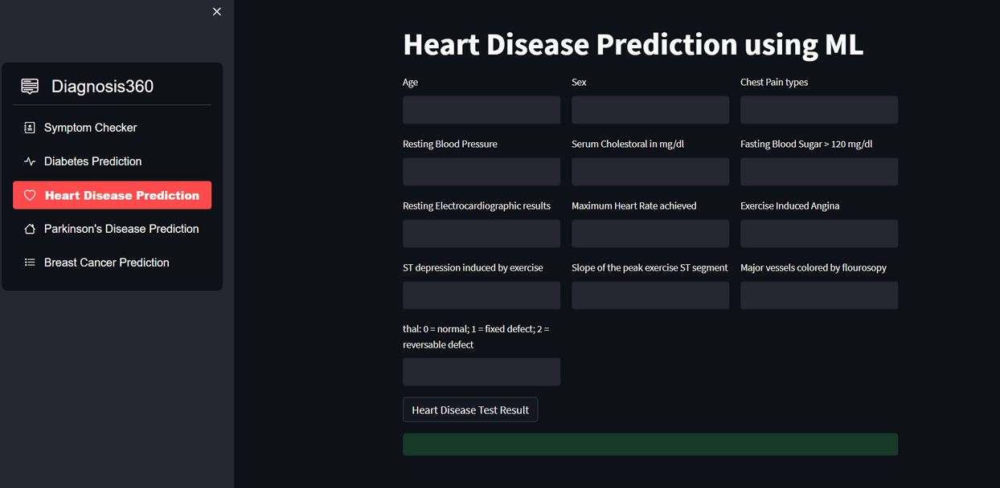 Diagnosis360
Symptom Checker
Diabetes Prediction
Heart Disease Prediction
Parkinson's Disease Prediction
Breast Cancer Prediction
Heart Disease Prediction using ML
Age
Sex
Chest Pain types
Resting Blood Pressure
Serum Cholestoral in mg/dl
Fasting Blood Sugar > 120 mg/dl
Resting Electrocardiographic results
Maximum Heart Rate achieved
Exercise Induced Angina
ST depression induced by exercise
Slope of the peak exercise ST segment
Major vessels colored by flourosopy
thal: 0 = normal; 1 = fixed defect; 2 =
reversable defect
Heart Disease Test Result